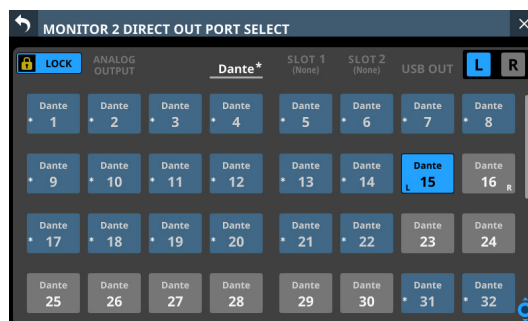 MONITOR 2 DIRECT OUT PORT SELECT
LOCK ANALOG OUTPUT Dante* SLOT 1 (None) SLOT 2 (None) USB OUT L R
Dante Dante Dante Dante Dante Dante Dante Dante
* 1 * 2 * 3 * 4 * 5 * 6 * 7 * 8
Dante Dante Dante Dante Dante Dante Dante Dante
* 9 * 10 * 11 * 12 * 13 * 14 L 15 16 R
Dante Dante Dante Dante Dante Dante Dante Dante
* 17 * 18 * 19 * 20 * 21 * 22 23 24
Dante Dante Dante Dante Dante Dante Dante Dante
25 26 27 28 29 30 * 31 * 32